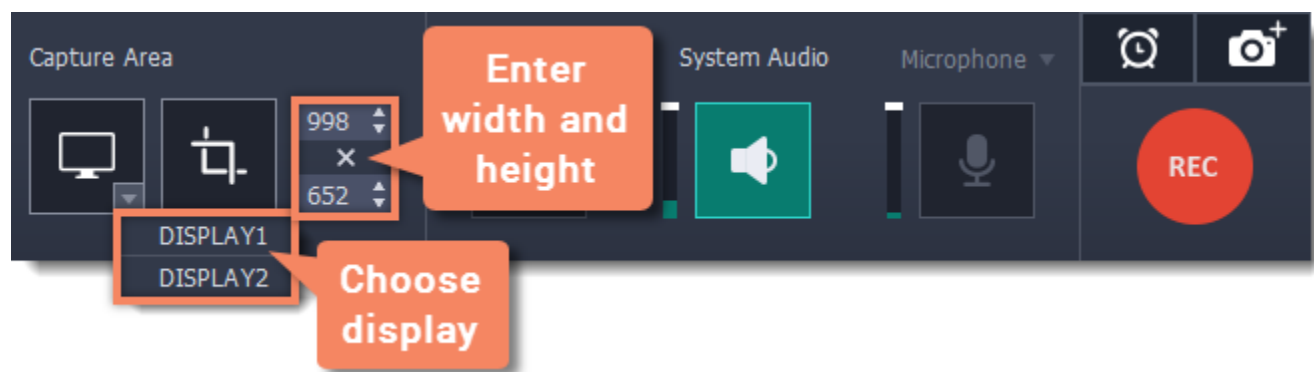 Capture Area
998
×
652
DISPLAY1
DISPLAY2
Enter
width and
height
Choose
display
System Audio
Microphone
REC